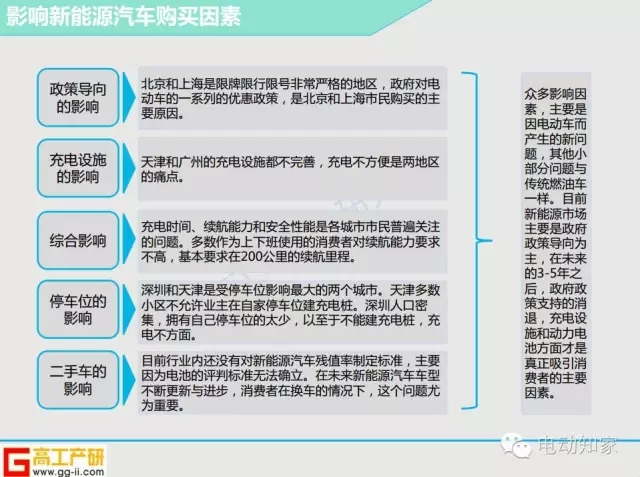 影响新能源汽车购买因素
政策导向
的影响
北京和上海是限牌限行限号非常严格的地区，政府对电
动车的一系列的优惠政策，是北京和上海市民购买的主
要原因。
充电设施
的影响
天津和广州的充电设施都不完善，充电不方便是两地区
的痛点。
综合影响
充电时间、续航能力和安全性能是各城市市民普遍关注
的问题。多数作为上下班使用的消费者对续航能力要求
不高，基本要求在200公里的续航里程。
停车位的
影响
深圳和天津是受停车位影响最大的两个城市。天津多数
小区不允许业主在自家停车位建充电桩。深圳人口密
集，拥有自己停车位的太少，以至于不能建充电桩，充
电不方面。
二手车的
影响
目前行业内还没有对新能源汽车残值率制定标准，主要
因为电池的评判标准无法确立。在未来新能源汽车车型
不断更新与进步，消费者在换车的情况下，这个问题尤
为重要。
众多影响因
素，主要是
因电动车而
产生的新问
题，其他小
部分问题与
传统燃油车
一样。目前
新能源市场
主要是政府
政策导向为
主，在未来
的3-5年之
后，政府政
策支持的消
退，充电设
施和动力电
池方面才是
真正吸引消
费者的主要
因素。
G 高工产研
www.gg-ii.com
电动知家